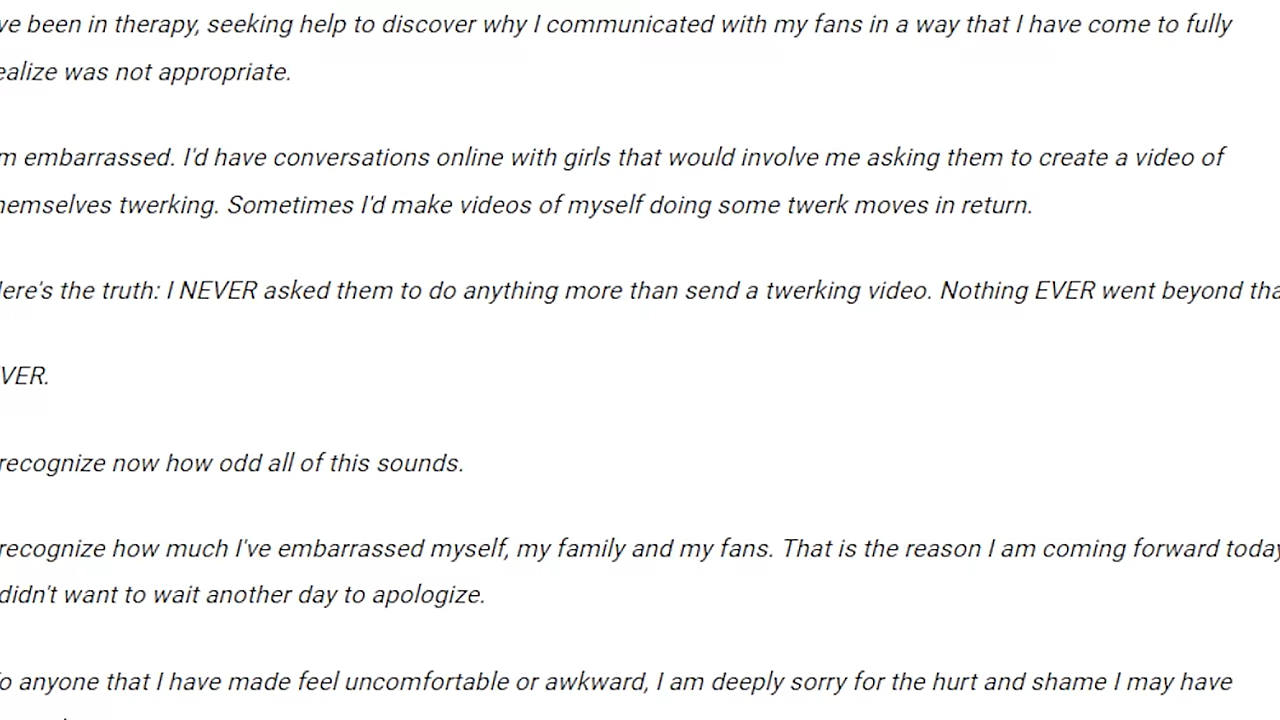 ve been in therapy, seeking help to discover why I communicated with my fans in a way that I have come to fully
ealize was not appropriate.
m embarrassed. I'd have conversations online with girls that would involve me asking them to create a video of
hemselves twerking. Sometimes I'd make videos of myself doing some twerk moves in return.
ere's the truth: I NEVER asked them to do anything more than send a twerking video. Nothing EVER went beyond tha
VER.
recognize now how odd all of this sounds.
recognize how much I've embarrassed myself, my family and my fans. That is the reason I am coming forward today
didn't want to wait another day to apologize.
o anyone that I have made feel uncomfortable or awkward, I am deeply sorry for the hurt and shame I may have